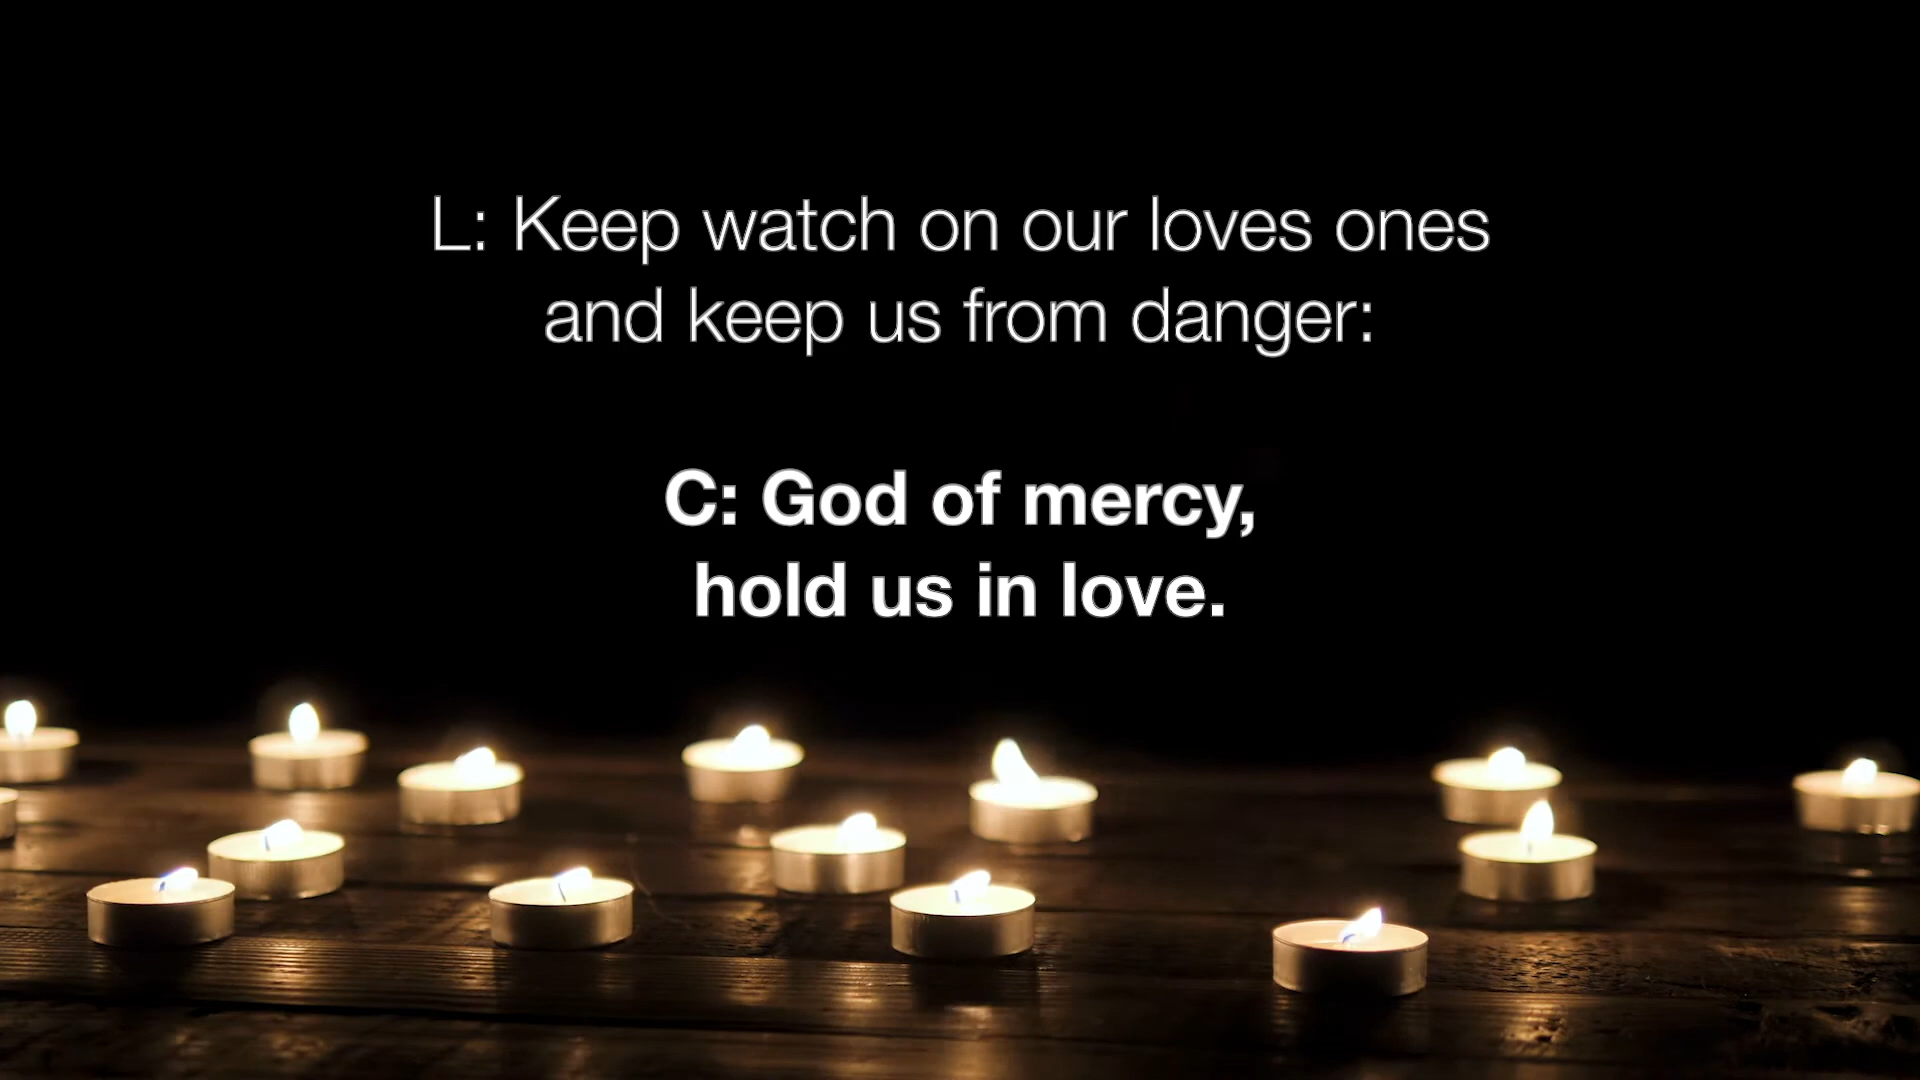 L: Keep watch on our loves ones
and keep us from danger:
C: God of mercy,
hold us in love.